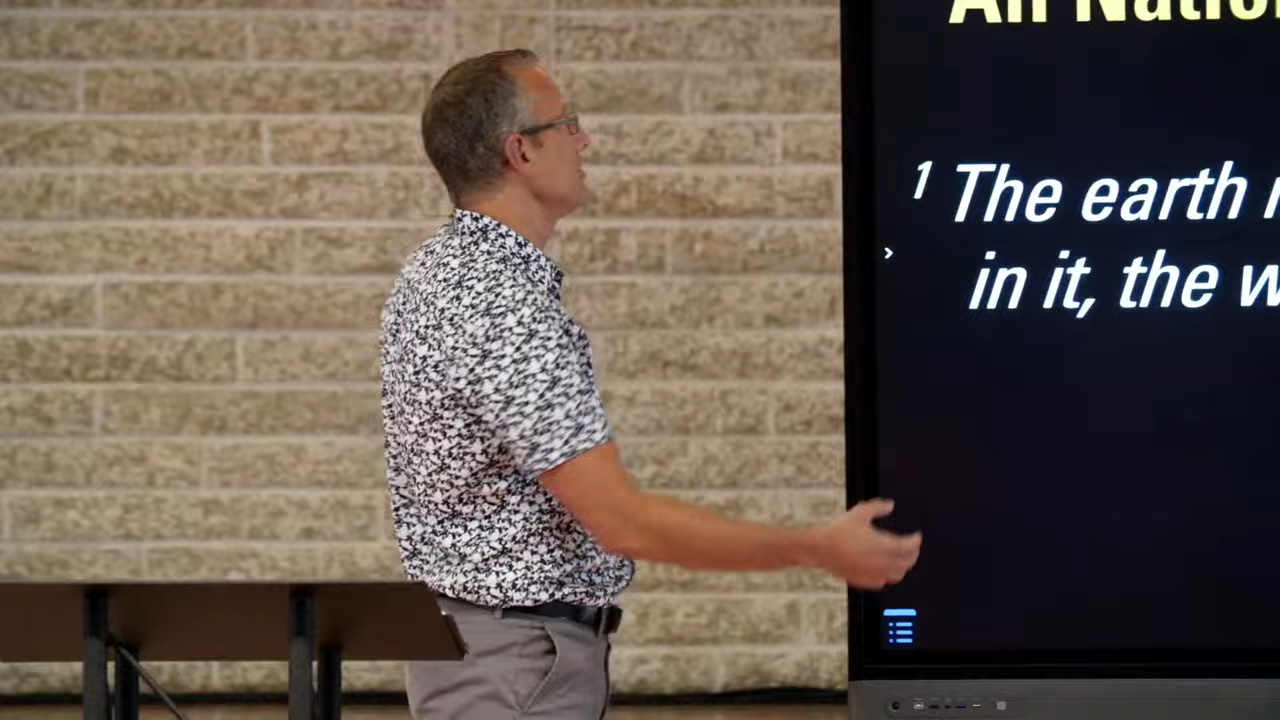 All
¹ The earth
in it, the